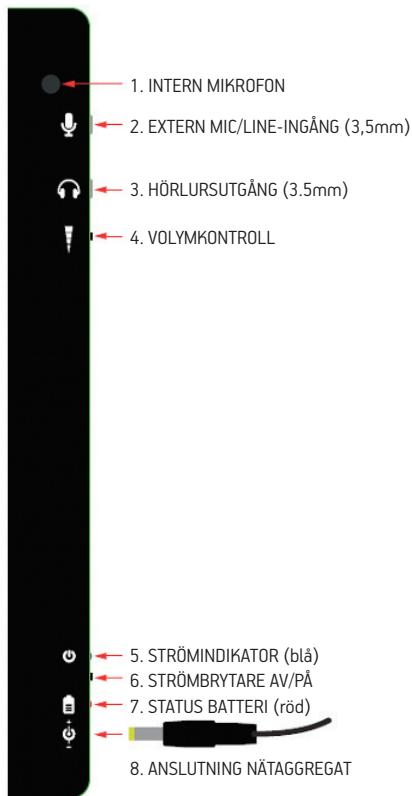 1. INTERN MIKROFON
2. EXTERN MIC/LINE-INGÅNG (3,5mm)
3. HÖRLURSUTGÅNG (3.5mm)
4. VOLYMKONTROLL
5. STRÖMINDIKATOR (blå)
6. STRÖMBRYTARE AV/PÅ
7. STATUS BATTERI (röd)
8. ANSLUTNING NÄTAGGREGAT